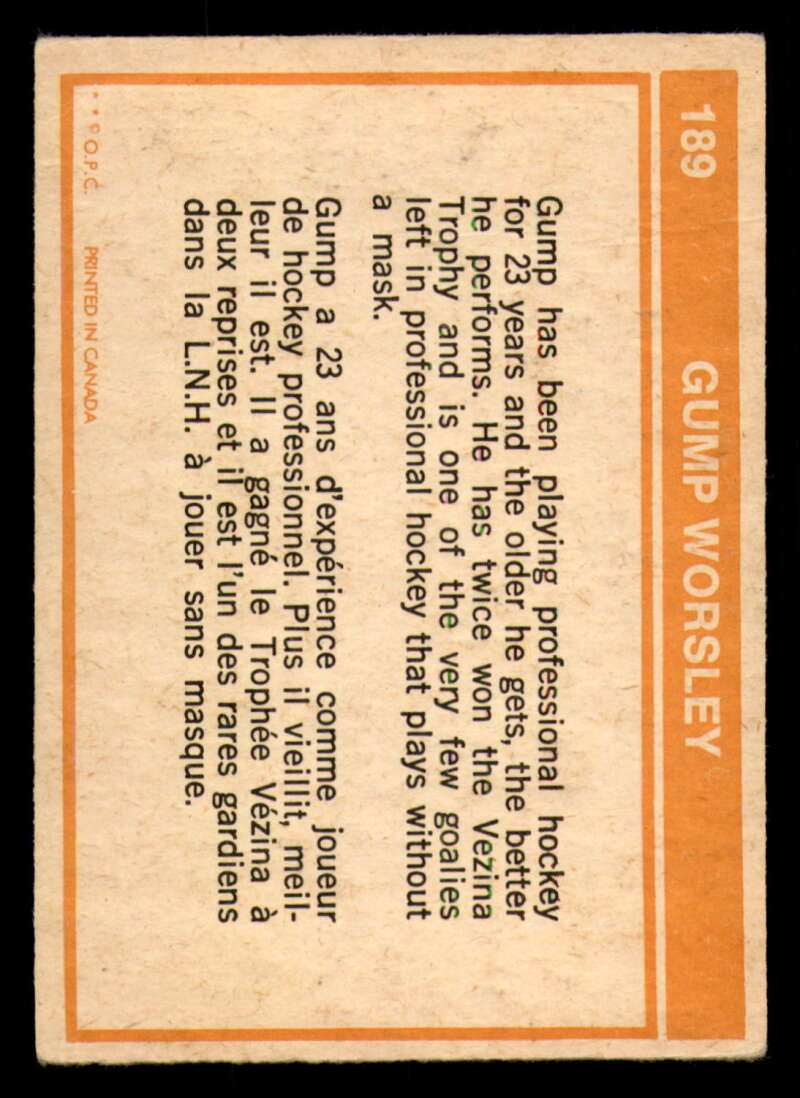 189 GUMP WORSLEY
Gump has been playing professional hockey
for 23 years and the older he gets, the better
he performs. He has twice won the Vezina
Trophy and is one of the very few goalies
left in professional hockey that plays without
a mask.
Gump a 23 ans d'expérience comme joueur
de hockey professionnel. Plus il vieillit, meil-
leur il est. Il a gagné le Trophée Vézina à
deux reprises et il est l'un des rares gardiens
dans la L.N.H. à jouer sans masque.
**© O.P.C. PRINTED IN CANADA